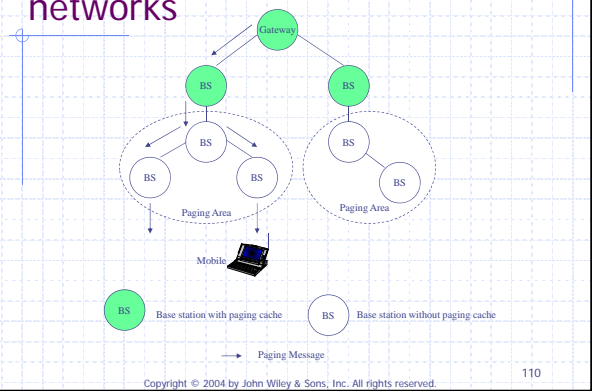 networks
Gateway
BS
BS
BS
BS
BS
BS
BS
Paging Area
Paging Area
Mobile
BS
Base station with paging cache
BS
Base station without paging cache
Paging Message
110
Copyright © 2004 by John Wiley & Sons, Inc. All rights reserved.